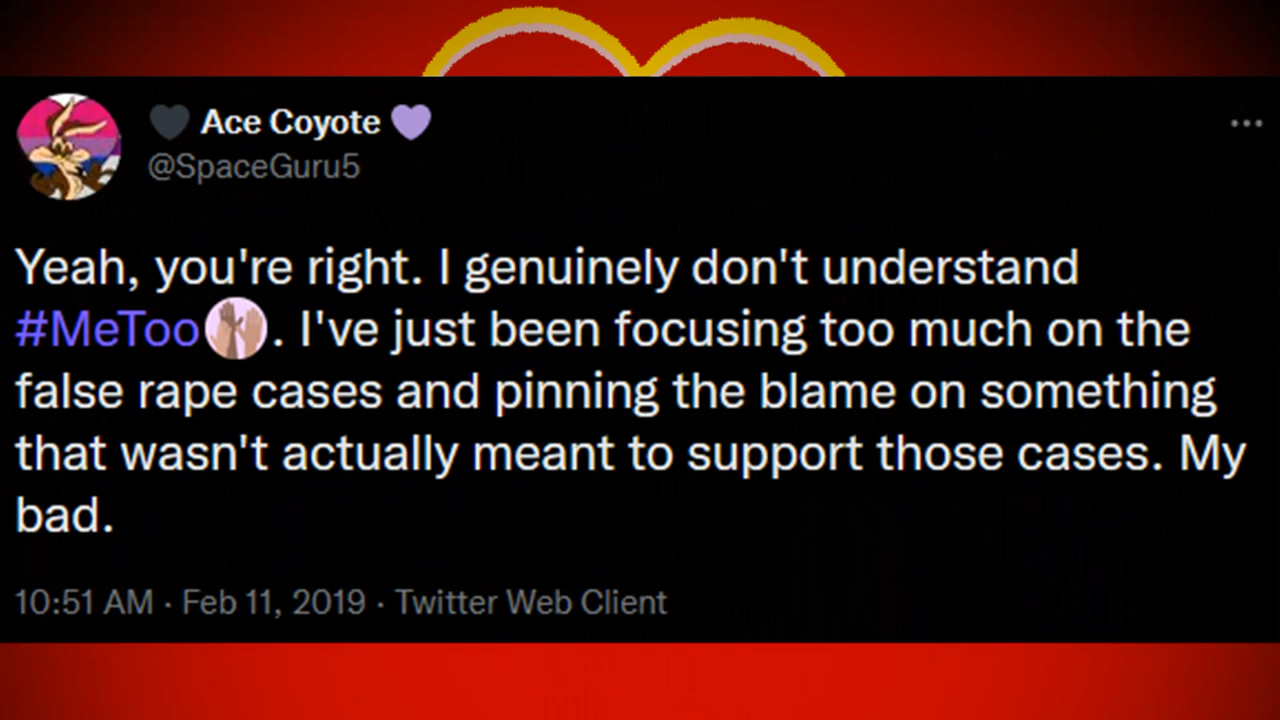 🖤 Ace Coyote 💜
@SpaceGuru5
Yeah, you're right. I genuinely don't understand
#MeToo. I've just been focusing too much on the
false rape cases and pinning the blame on something
that wasn't actually meant to support those cases. My
bad.
10:51 AM · Feb 11, 2019 · Twitter Web Client